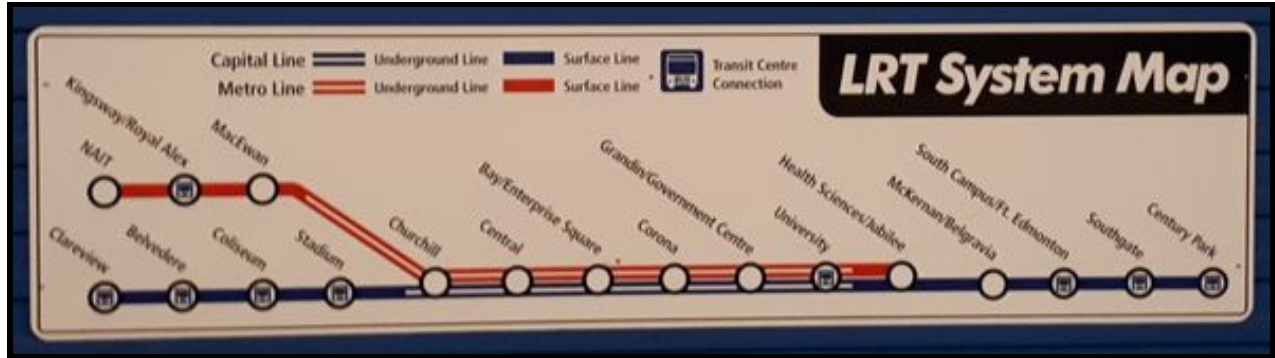 Capital Line Underground Line Surface Line
Metro Line Underground Line Surface Line
BUS
Transit Centre
Connection
LRT System Map
NAIT
Kingsway/Royal Alex
MacEwan
Clareview
Belvedere
Coliseum
Stadium
Churchill
Central
Bay/Enterprise Square
Corona
Grandin/Government Centre
University
Health Sciences/Jubilee
McKernan/Belgravia
South Campus/Ft. Edmonton
Southgate
Century Park